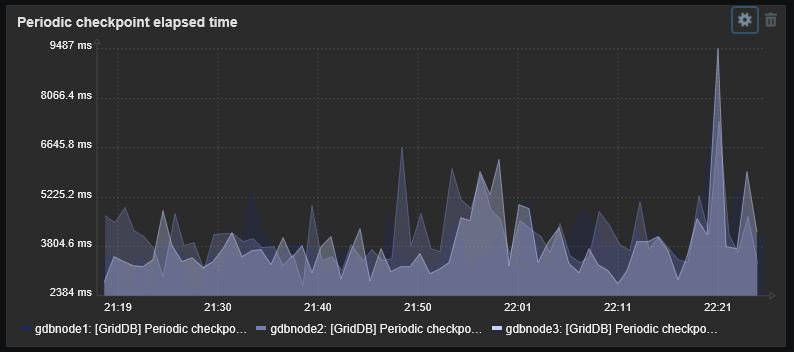 Periodic checkpoint elapsed time
9487 ms
8066.4 ms
6645.8 ms
5225.2 ms
3804.6 ms
2384 ms
21:19 21:30 21:40 21:50 22:01 22:11 22:21
gdbnode1: [GridDB] Periodic checkpo... gdbnode2: [GridDB] Periodic checkpo... gdbnode3: [GridDB] Periodic checkpo...